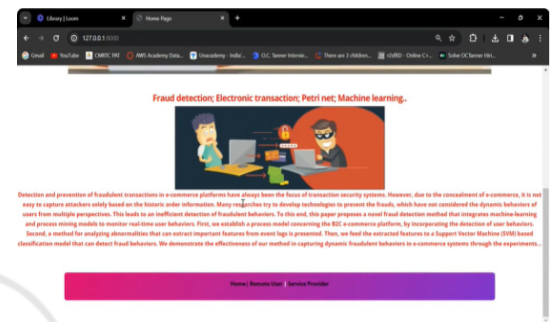 Library | Loom
Home Page
127.0.0.1:8000
Gmail YouTube CMRTC PAT AWS Academy Data... Unacademy - India'... There are 3 children... r2sRID - Online C+...
Fraud detection; Electronic transaction; Petri net; Machine learning..
Detection and prevention of fraudulent transactions in e-commerce platforms have always been the focus of transaction security systems. However, due to the concealment of e-commerce, it is not
easy to capture attackers solely based on the historic order information. Many researches try to develop technologies to prevent the frauds, which have not considered the dynamic behaviors of
users from multiple perspectives. This leads to an inefficient detection of fraudulent behaviors. To this end, this paper proposes a novel fraud detection method that integrates machine-learning
and process mining models to monitor real-time user behaviors. First, we establish a process model concerning the B2C e-commerce platform, by incorporating the detection of user behaviors.
Second, a method for analyzing abnormalities that can extract important features from event logs is presented. Then, we feed the extracted features to a Support Vector Machine (SVM) based
classification model that can detect fraud behaviors. We demonstrate the effectiveness of our method in capturing dynamic fraudulent behaviors in e-commerce systems through the experiments...
Home| Remote User | Service Provider